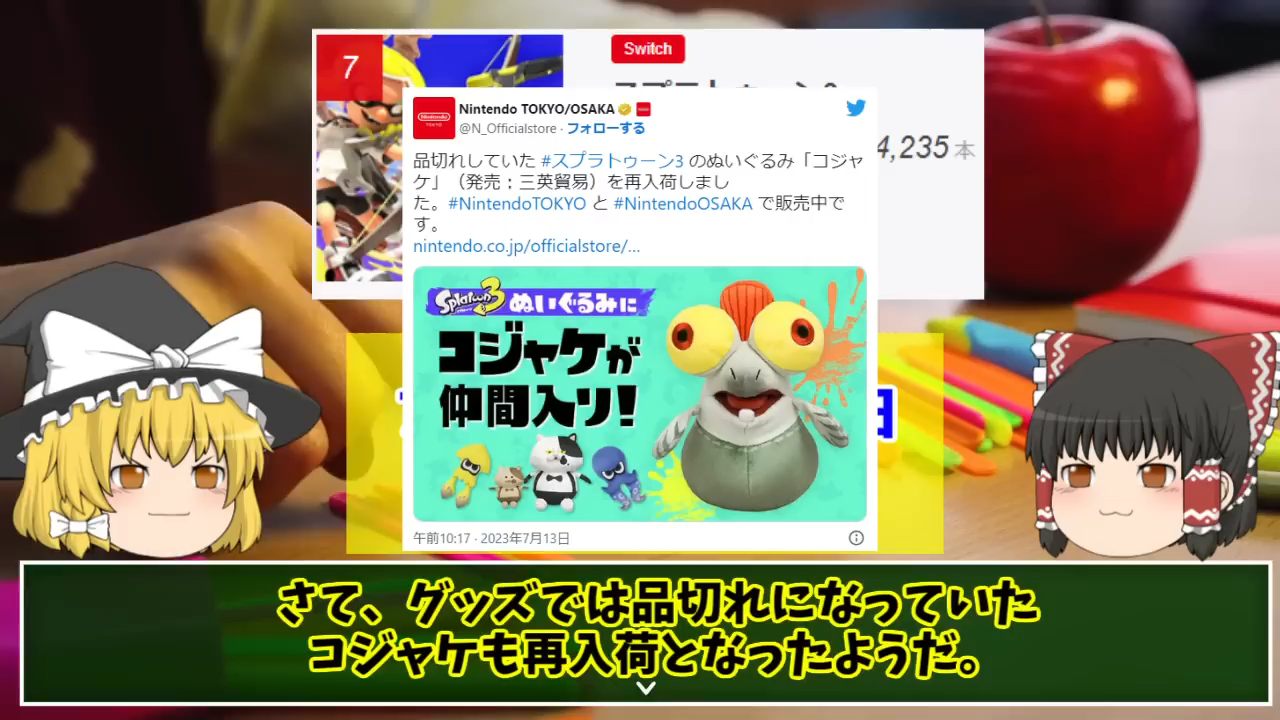 7
Switch
4,235本
Nintendo TOKYO/OSAKA
@N_Officialstore · フォローする
品切れしていた #スプラトゥーン3 のぬいぐるみ「コジャ
ケ」（発売：三英貿易）を再入荷しまし
た。#NintendoTOKYO と #NintendoOSAKA で販売中で
す。
nintendo.co.jp/officialstore/…
Splatoon3 ぬいぐるみに
コジャケが
仲間入り!
午前10:17 · 2023年7月13日
さて、グッズでは品切れになっていた
コジャケも再入荷となったようだ。